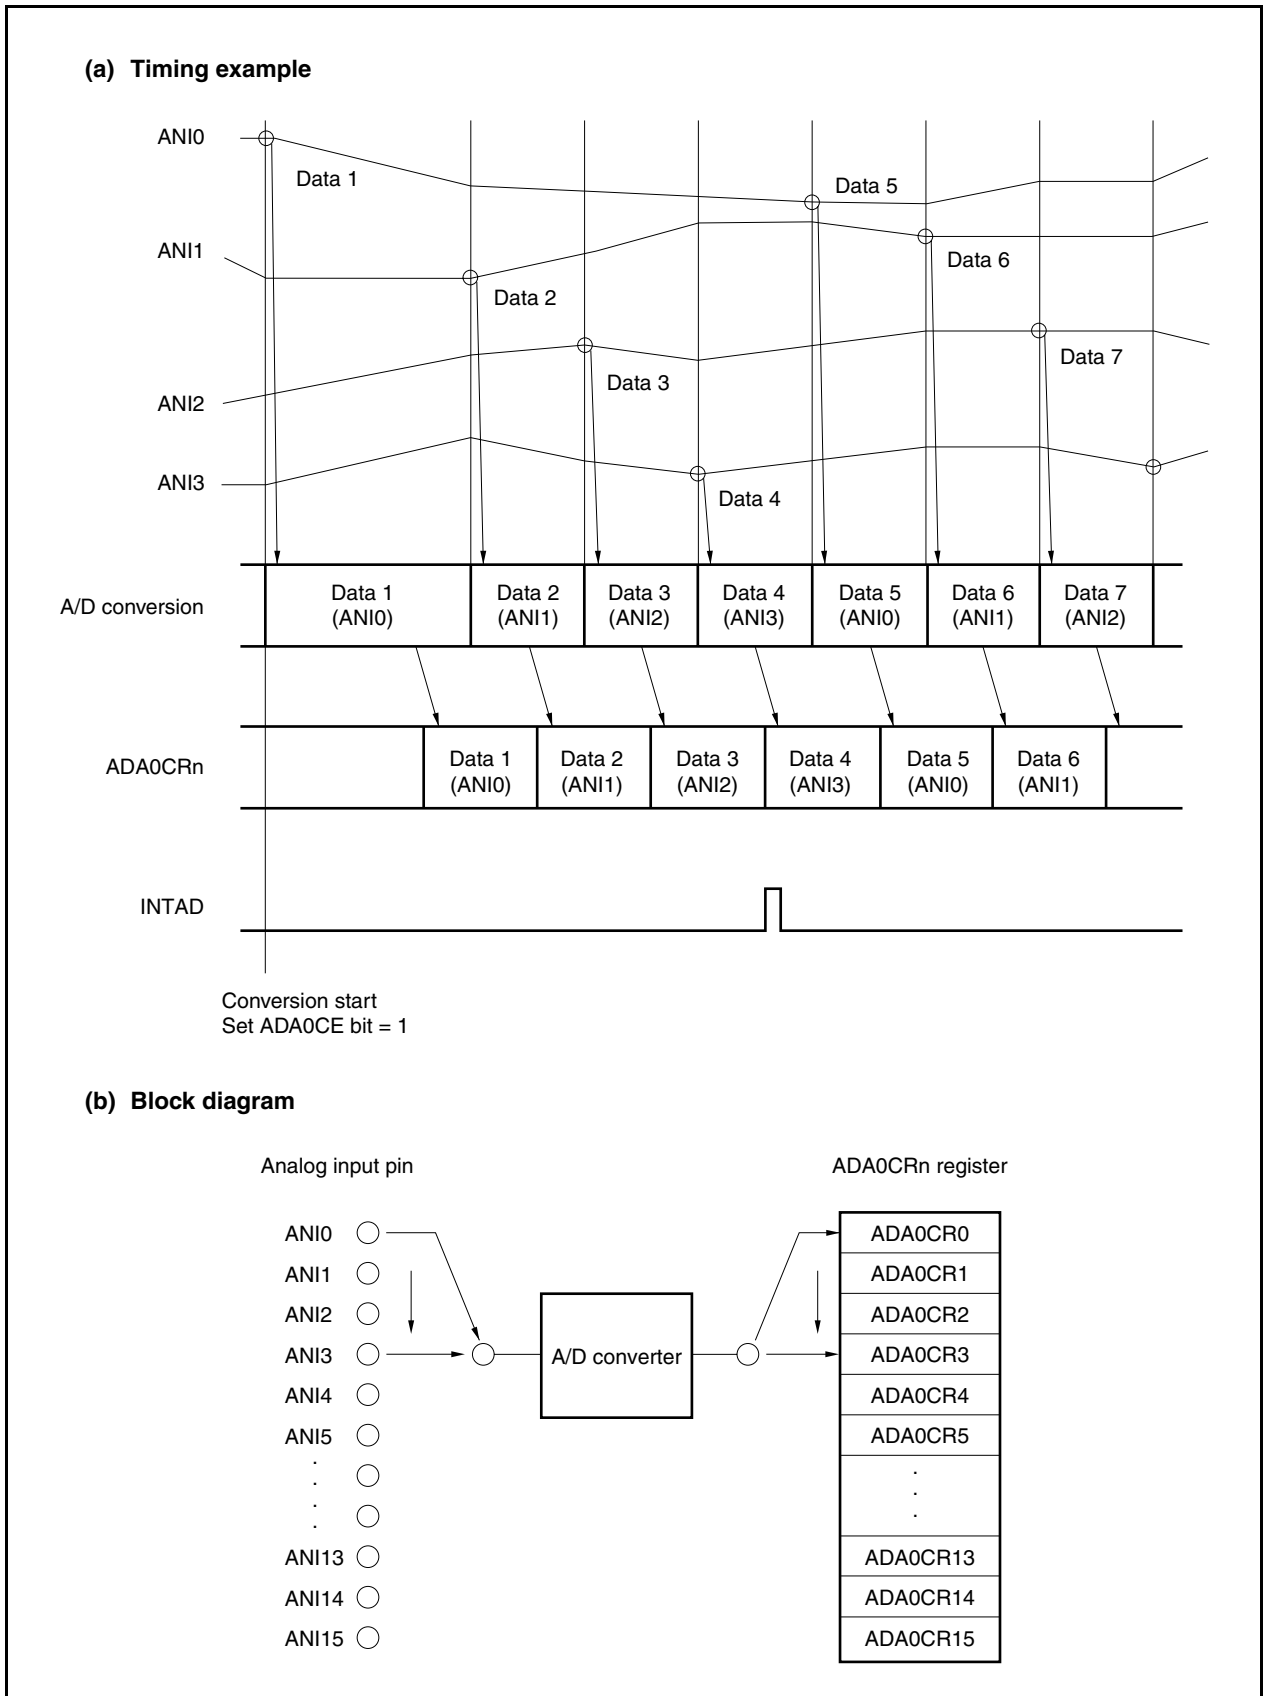 (a) Timing example
ANI0
Data 1
Data 5
ANI1
Data 6
Data 2
Data 7
Data 3
ANI2
ANI3
Data 4
A/D conversion
Data 1
(ANI0)
Data 2
(ANI1)
Data 3
(ANI2)
Data 4
(ANI3)
Data 5
(ANI0)
Data 6
(ANI1)
Data 7
(ANI2)
ADA0CRn
Data 1
(ANI0)
Data 2
(ANI1)
Data 3
(ANI2)
Data 4
(ANI3)
Data 5
(ANI0)
Data 6
(ANI1)
INTAD
Conversion start
Set ADA0CE bit = 1
(b) Block diagram
Analog input pin
ADA0CRn register
ANI0
ANI1
ANI2
ANI3
ANI4
ANI5
.
.
.
.
ANI13
ANI14
ANI15
A/D converter
ADA0CR0
ADA0CR1
ADA0CR2
ADA0CR3
ADA0CR4
ADA0CR5
.
.
.
ADA0CR13
ADA0CR14
ADA0CR15